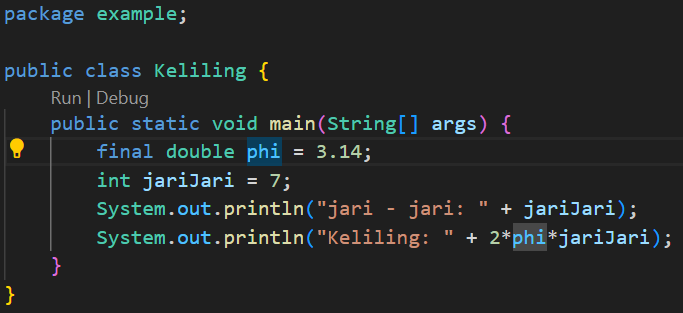 package example;
public class Keliling {
Run | Debug
public static void main(String[] args) {
final double phi = 3.14;
int jariJari = 7;
System.out.println("jari - jari: " + jariJari);
System.out.println("Keliling: " + 2*phi*jariJari);
}
}